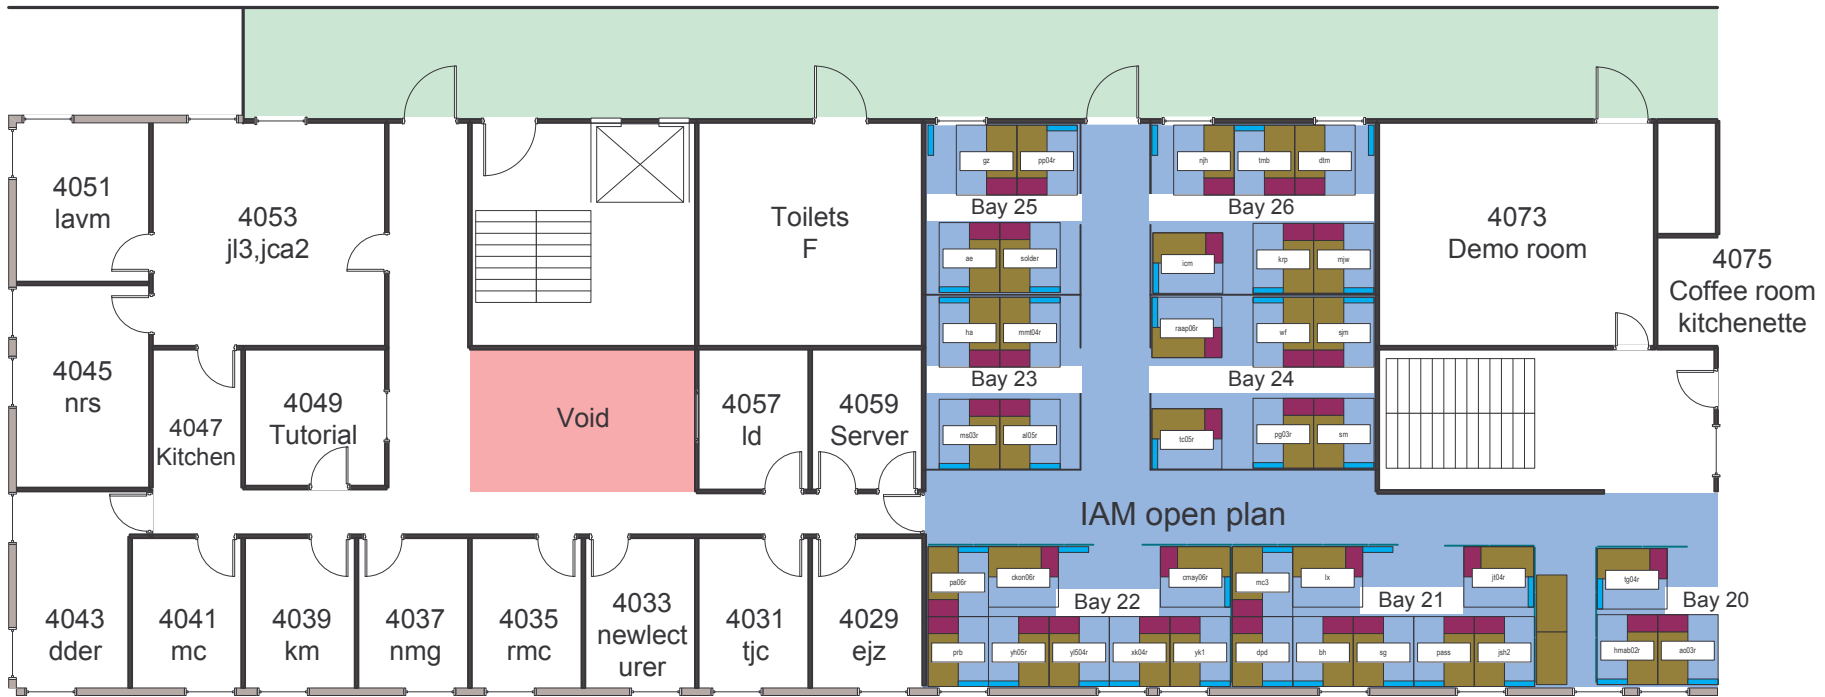 4051
lavm
4053
jl3,jca2
4045
nrs
4047
Kitchen
4049
Tutorial
Toilets
F
Void
4057
ld
4059
Server
4043
dder
4041
mc
4039
km
4037
nmg
4035
rmc
4033
newlect
urer
4031
tjc
4029
ejz
gz
pp04r
Bay 25
ae
solder
ha
mmt04r
Bay 23
ms03r
al05r
njh
tmb
dtm
Bay 26
icm
krp
mjw
raap06r
wf
sjm
Bay 24
tc05r
pg03r
sm
4073
Demo room
4075
Coffee room
kitchenette
IAM open plan
pa06r
ckon06r
cmay06r
Bay 22
prb
yh05r
yl504r
xk04r
yk1
mc3
lx
jt04r
Bay 21
dpd
bh
sg
pass
jsh2
tg04r
Bay 20
hmab02r
ao03r